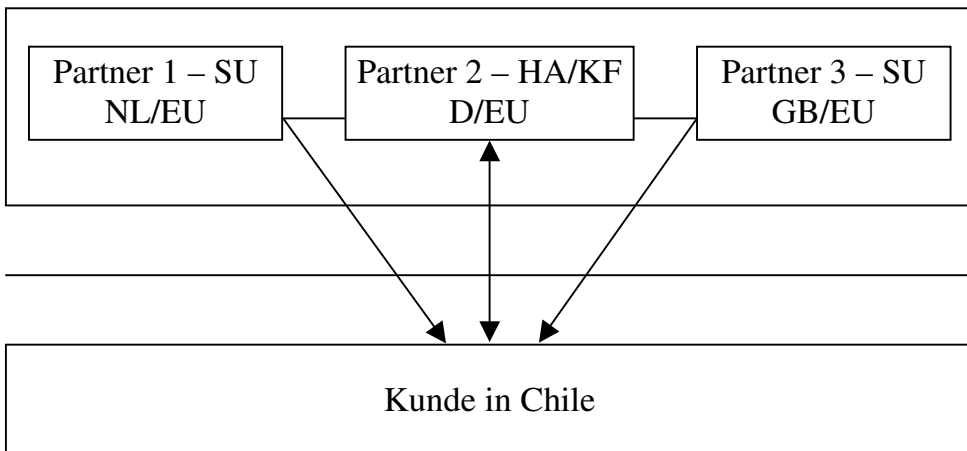 Partner 1 – SU
NL/EU
Partner 2 – HA/KF
D/EU
Partner 3 – SU
GB/EU
Kunde in Chile